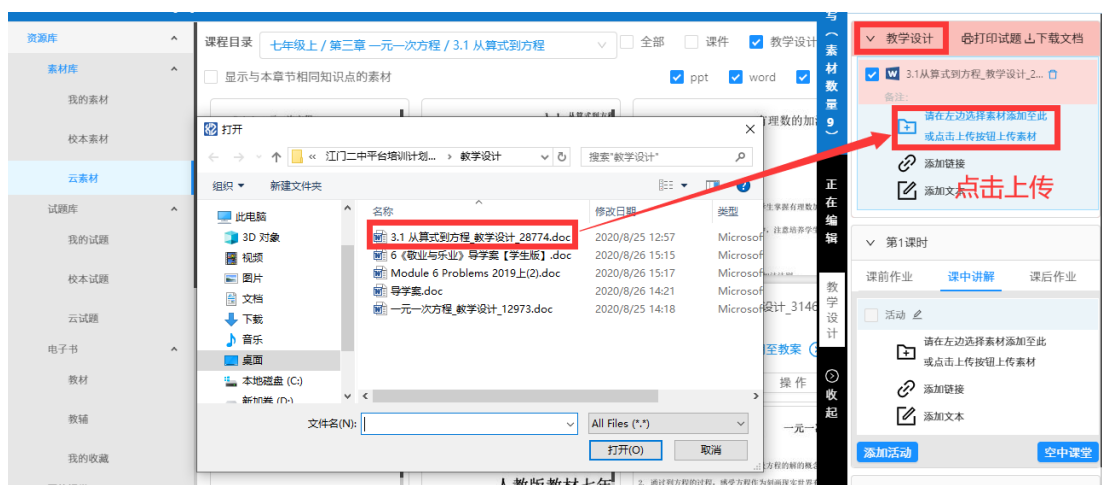 资源库
素材库
我的素材
校本素材
云素材
试题库
我的试题
校本试题
云试题
电子书
教材
教辅
我的收藏
课程目录
七年级上 / 第三章 一元一次方程 / 3.1 从算式到方程
全部
课件
教学设计
显示与本章节相同知识点的素材
ppt
word
打开
« 江门二中平台培训计划... › 教学设计
搜索"教学设计"
组织
新建文件夹
此电脑
3D 对象
视频
图片
文档
下载
音乐
桌面
本地磁盘 (C:)
新加卷 (D:)
名称
修改日期
类型
3.1 从算式到方程_教学设计_28774.doc
2020/8/25 12:57
Microsof
6《敬业与乐业》导学案【学生版】.doc
2020/8/26 15:15
Microsof
Module 6 Problems 2019上(2).doc
2020/8/26 15:17
Microsof
导学案.doc
2020/8/26 14:21
Microsof
一元一次方程_教学设计_12973.doc
2020/8/25 14:18
Microsof
文件名(N):
All Files (*.*)
打开(O)
取消
理数的加
设计_3146
至教案
操 作
一元一
人教版教材七年
写（素材数量9）
正在编辑
教学设计
收起
教学设计
打印试题
下载文档
3.1从算式到方程_教学设计_2...
备注:
请在左边选择素材添加至此
或点击上传按钮上传素材
添加链接
添加文本
点击上传
第1课时
课前作业
课中讲解
课后作业
活动
请在左边选择素材添加至此
或点击上传按钮上传素材
添加链接
添加文本
添加活动
空中课堂